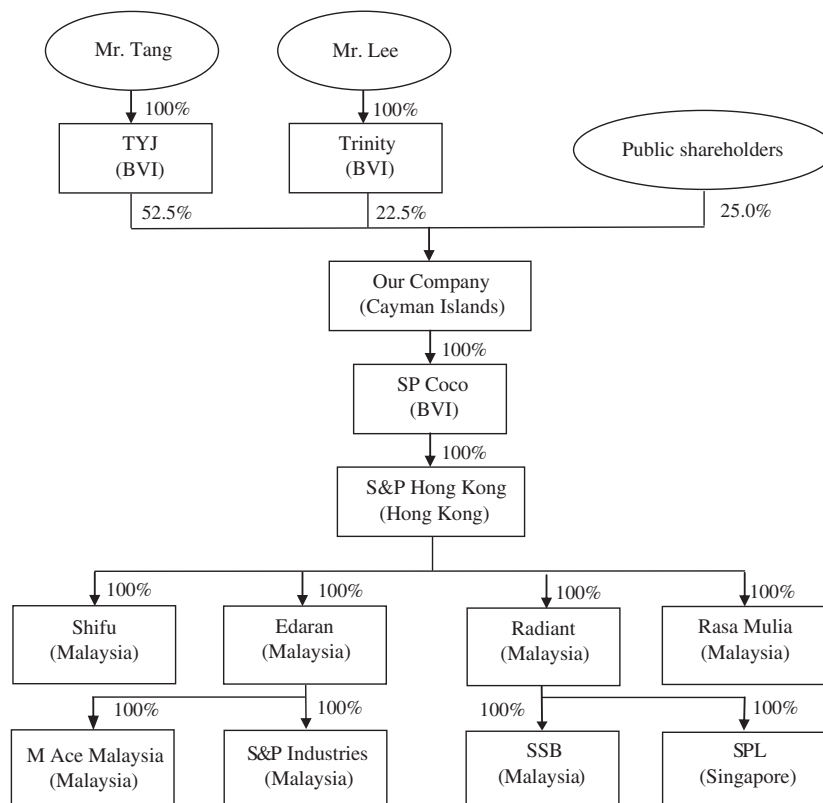 Mr. Tang
Mr. Lee
100%
100%
TYJ
(BVI)
Trinity
(BVI)
Public shareholders
52.5%
22.5%
25.0%
Our Company
(Cayman Islands)
100%
SP Coco
(BVI)
100%
S&P Hong Kong
(Hong Kong)
100%
100%
100%
100%
Shifu
(Malaysia)
Edaran
(Malaysia)
Radiant
(Malaysia)
Rasa Mulia
(Malaysia)
100%
100%
100%
100%
M Ace Malaysia
(Malaysia)
S&P Industries
(Malaysia)
SSB
(Malaysia)
SPL
(Singapore)